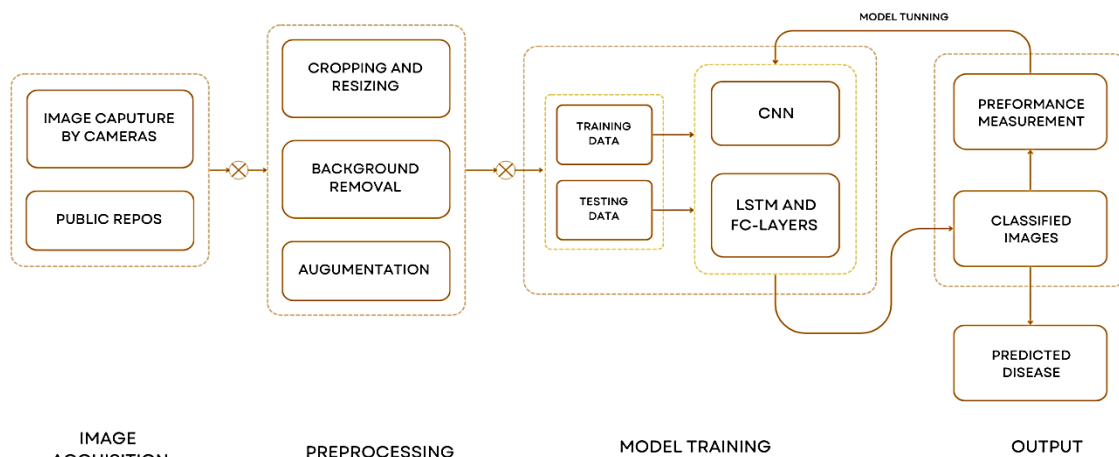 MODEL TUNNING
IMAGE CAPUTURE
BY CAMERAS
PUBLIC REPOS
CROPPING AND
RESIZING
BACKGROUND
REMOVAL
AUGUMENTATION
TRAINING
DATA
TESTING
DATA
CNN
LSTM AND
FC-LAYERS
PREFORMANCE
MEASUREMENT
CLASSIFIED
IMAGES
PREDICTED
DISEASE
IMAGE
ACQUISITION
PREPROCESSING
MODEL TRAINING
OUTPUT